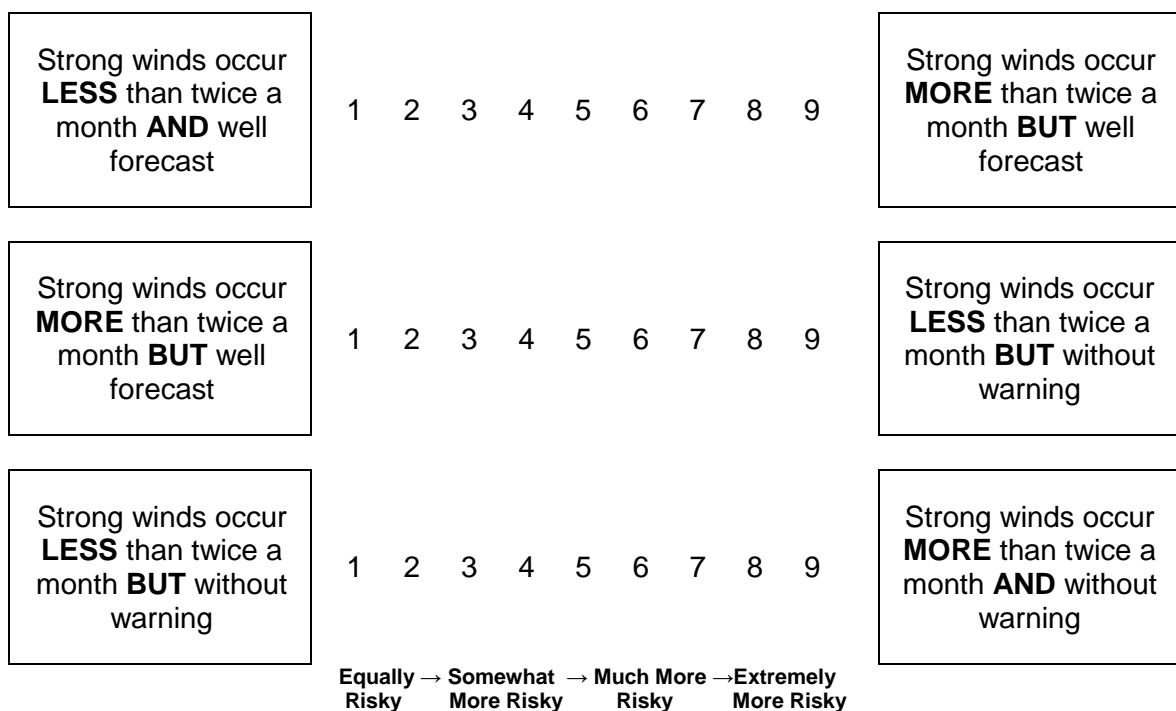 Strong winds occur
LESS than twice a
month AND well
forecast
1 2 3 4 5 6 7 8 9
Strong winds occur
MORE than twice a
month BUT well
forecast
Strong winds occur
MORE than twice a
month BUT well
forecast
1 2 3 4 5 6 7 8 9
Strong winds occur
LESS than twice a
month BUT without
warning
Strong winds occur
LESS than twice a
month BUT without
warning
1 2 3 4 5 6 7 8 9
Strong winds occur
MORE than twice a
month AND without
warning
Equally → Somewhat → Much More →Extremely
Risky More Risky Risky More Risky